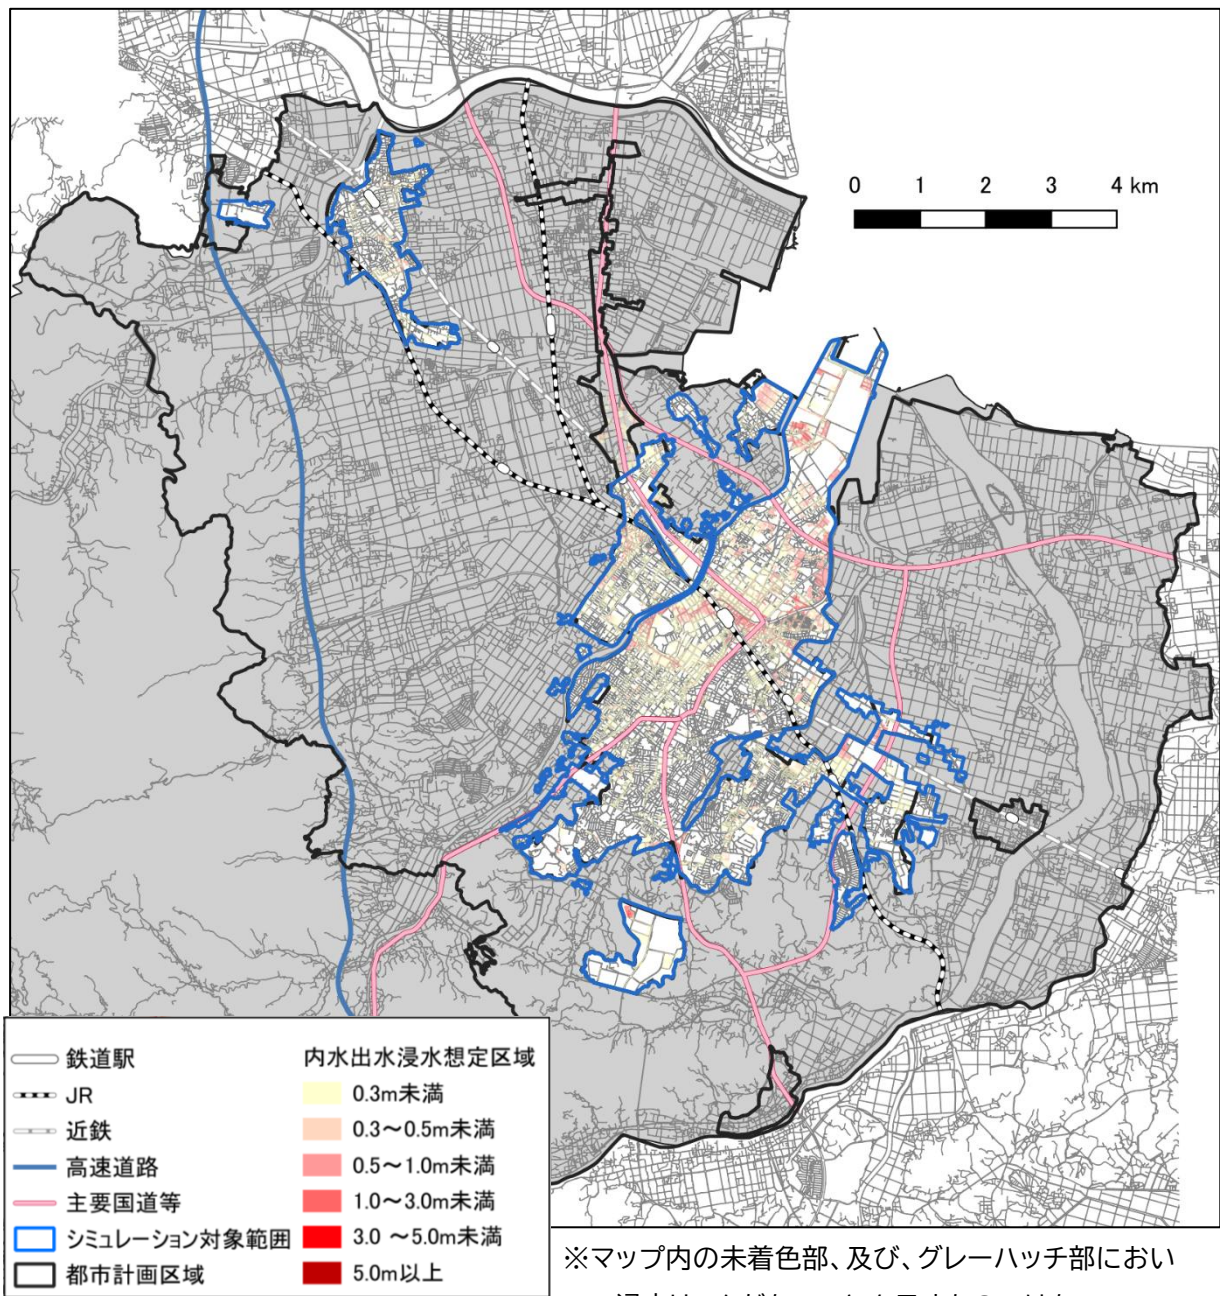 0 1 2 3 4 km
鉄道駅
JR
近鉄
高速道路
主要国道等
シミュレーション対象範囲
都市計画区域
内水出水浸水想定区域
0.3m未満
0.3～0.5m未満
0.5～1.0m未満
1.0～3.0m未満
3.0 ～5.0m未満
5.0m以上
※マップ内の未着色部、及び、グレーハッチ部におい